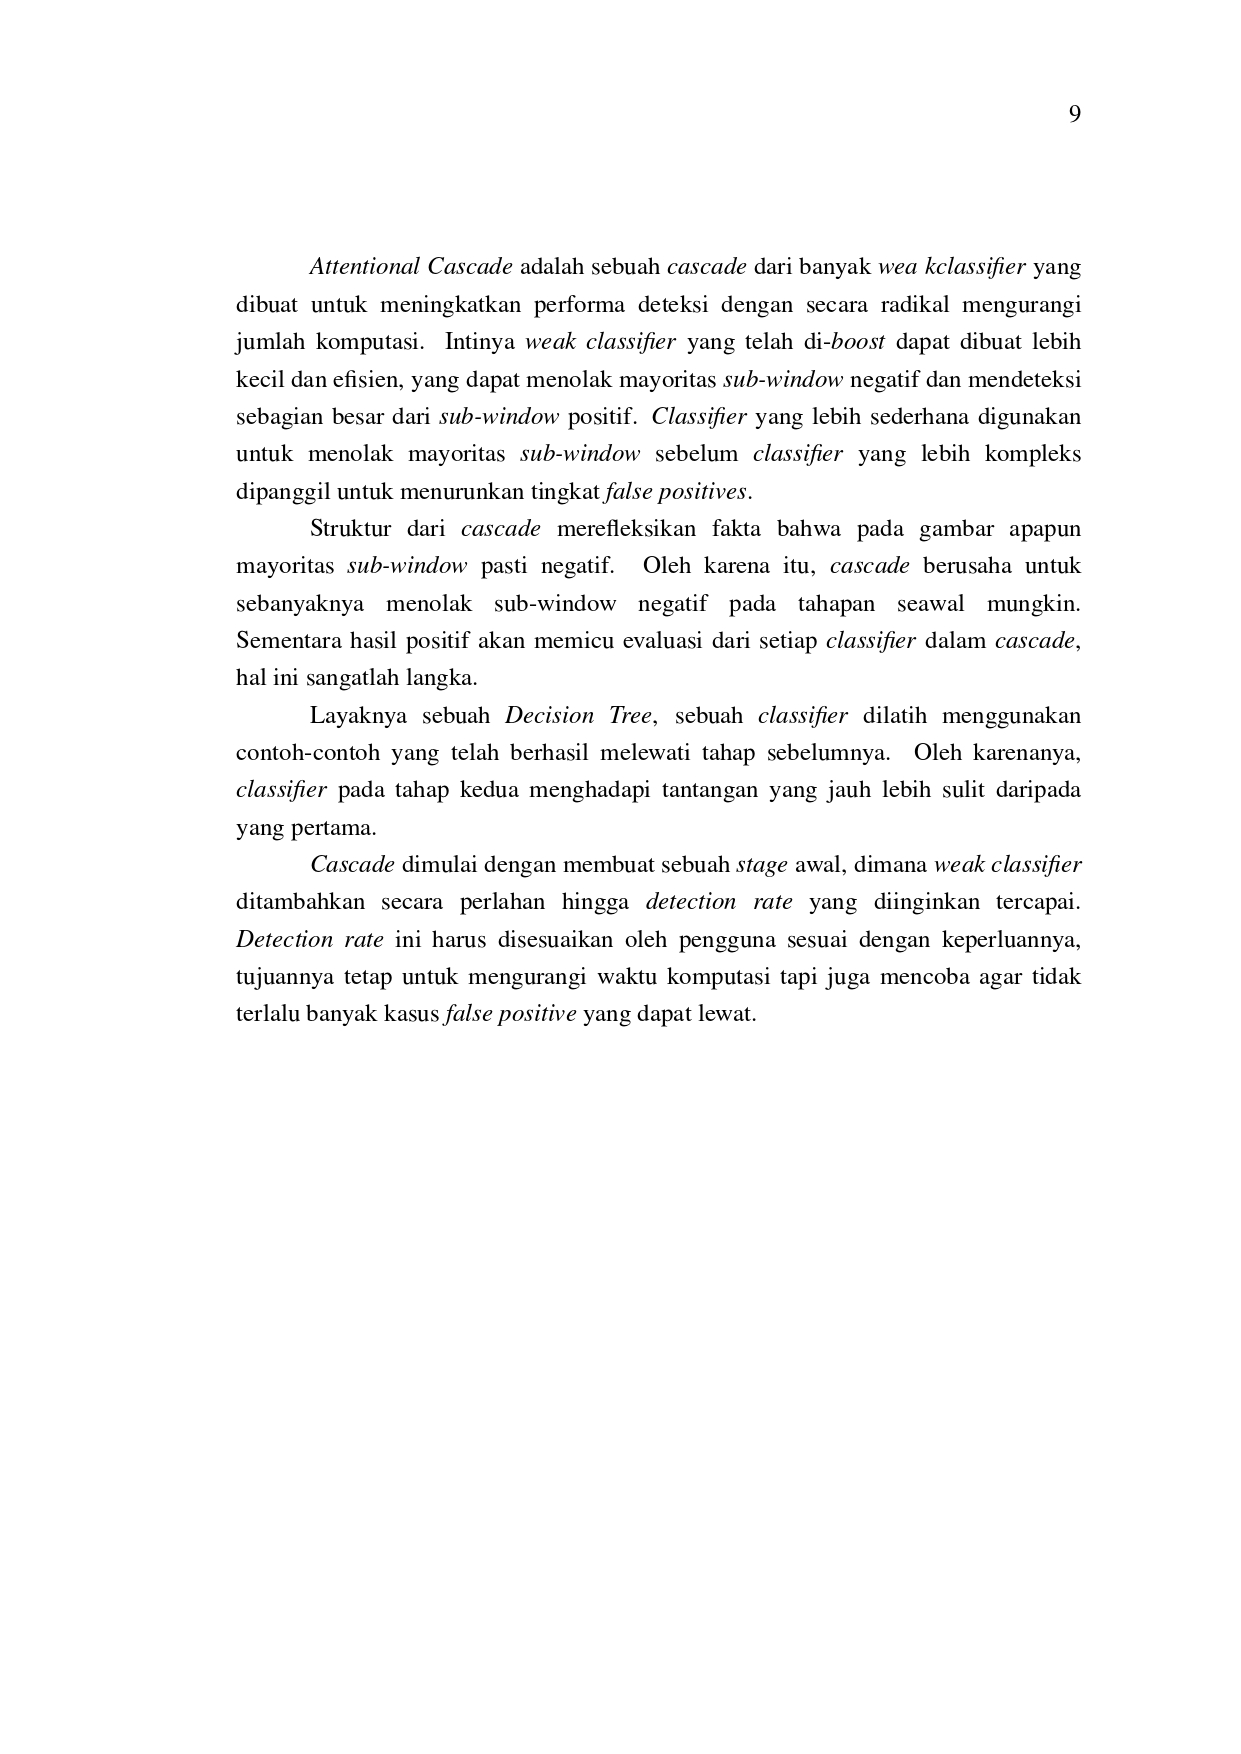 9
Attentional Cascade adalah sebuah cascade dari banyak wea kclassifier yang
dibuat untuk meningkatkan performa deteksi dengan secara radikal mengurangi
jumlah komputasi. Intinya weak classifier yang telah di-boost dapat dibuat lebih
kecil dan efisien, yang dapat menolak mayoritas sub-window negatif dan mendeteksi
sebagian besar dari sub-window positif. Classifier yang lebih sederhana digunakan
untuk menolak mayoritas sub-window sebelum classifier yang lebih kompleks
dipanggil untuk menurunkan tingkat false positives.
Struktur dari cascade merefleksikan fakta bahwa pada gambar apapun
mayoritas sub-window pasti negatif. Oleh karena itu, cascade berusaha untuk
sebanyaknya menolak sub-window negatif pada tahapan seawal mungkin.
Sementara hasil positif akan memicu evaluasi dari setiap classifier dalam cascade,
hal ini sangatlah langka.
Layaknya sebuah Decision Tree, sebuah classifier dilatih menggunakan
contoh-contoh yang telah berhasil melewati tahap sebelumnya. Oleh karenanya,
classifier pada tahap kedua menghadapi tantangan yang jauh lebih sulit daripada
yang pertama.
Cascade dimulai dengan membuat sebuah stage awal, dimana weak classifier
ditambahkan secara perlahan hingga detection rate yang diinginkan tercapai.
Detection rate ini harus disesuaikan oleh pengguna sesuai dengan keperluannya,
tujuannya tetap untuk mengurangi waktu komputasi tapi juga mencoba agar tidak
terlalu banyak kasus false positive yang dapat lewat.